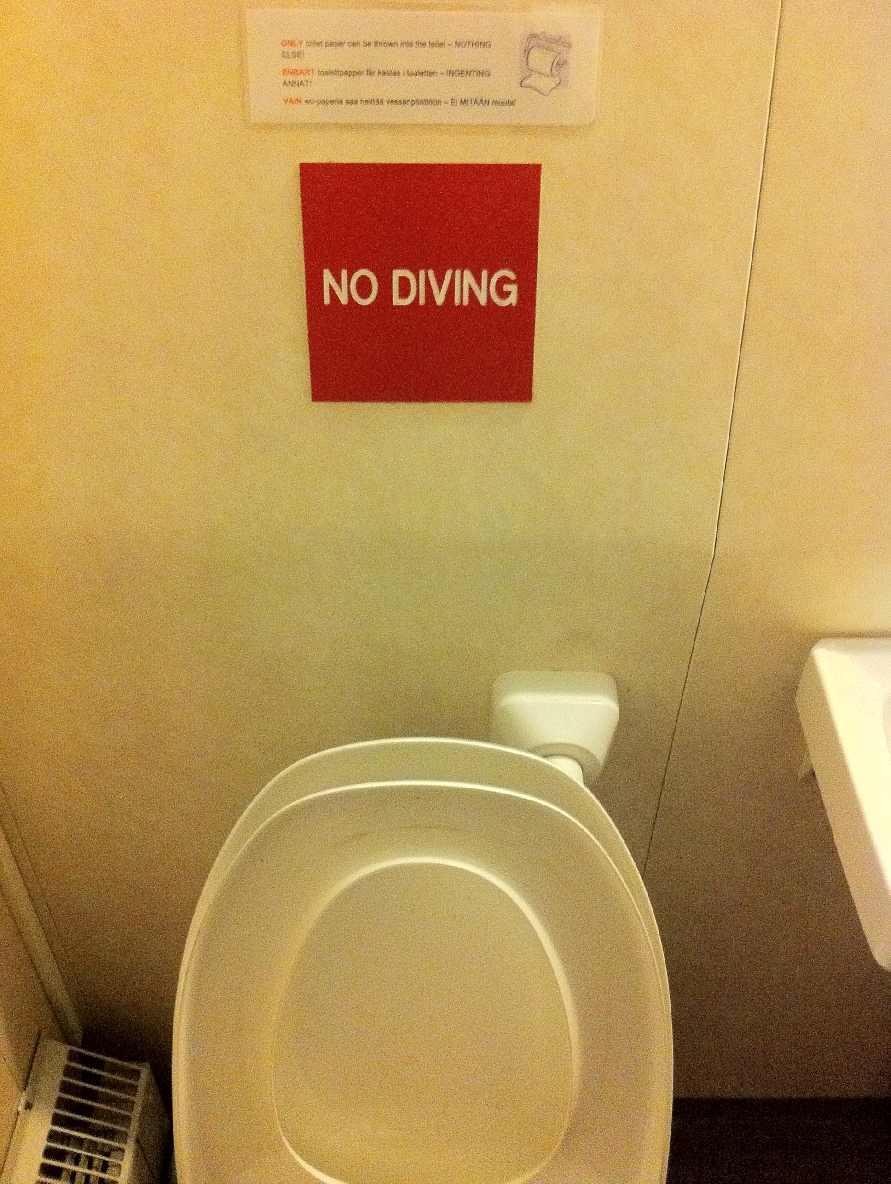 ONLY toilet paper can be thrown into the toilet – NOTHING
ELSE!
ENBART toalettpapper får kastas i toaletten – INGENTING
ANNAT!
VAIN wc-paperia saa heittää vessanpönttöön – EI MITÄÄN muuta!
NO DIVING